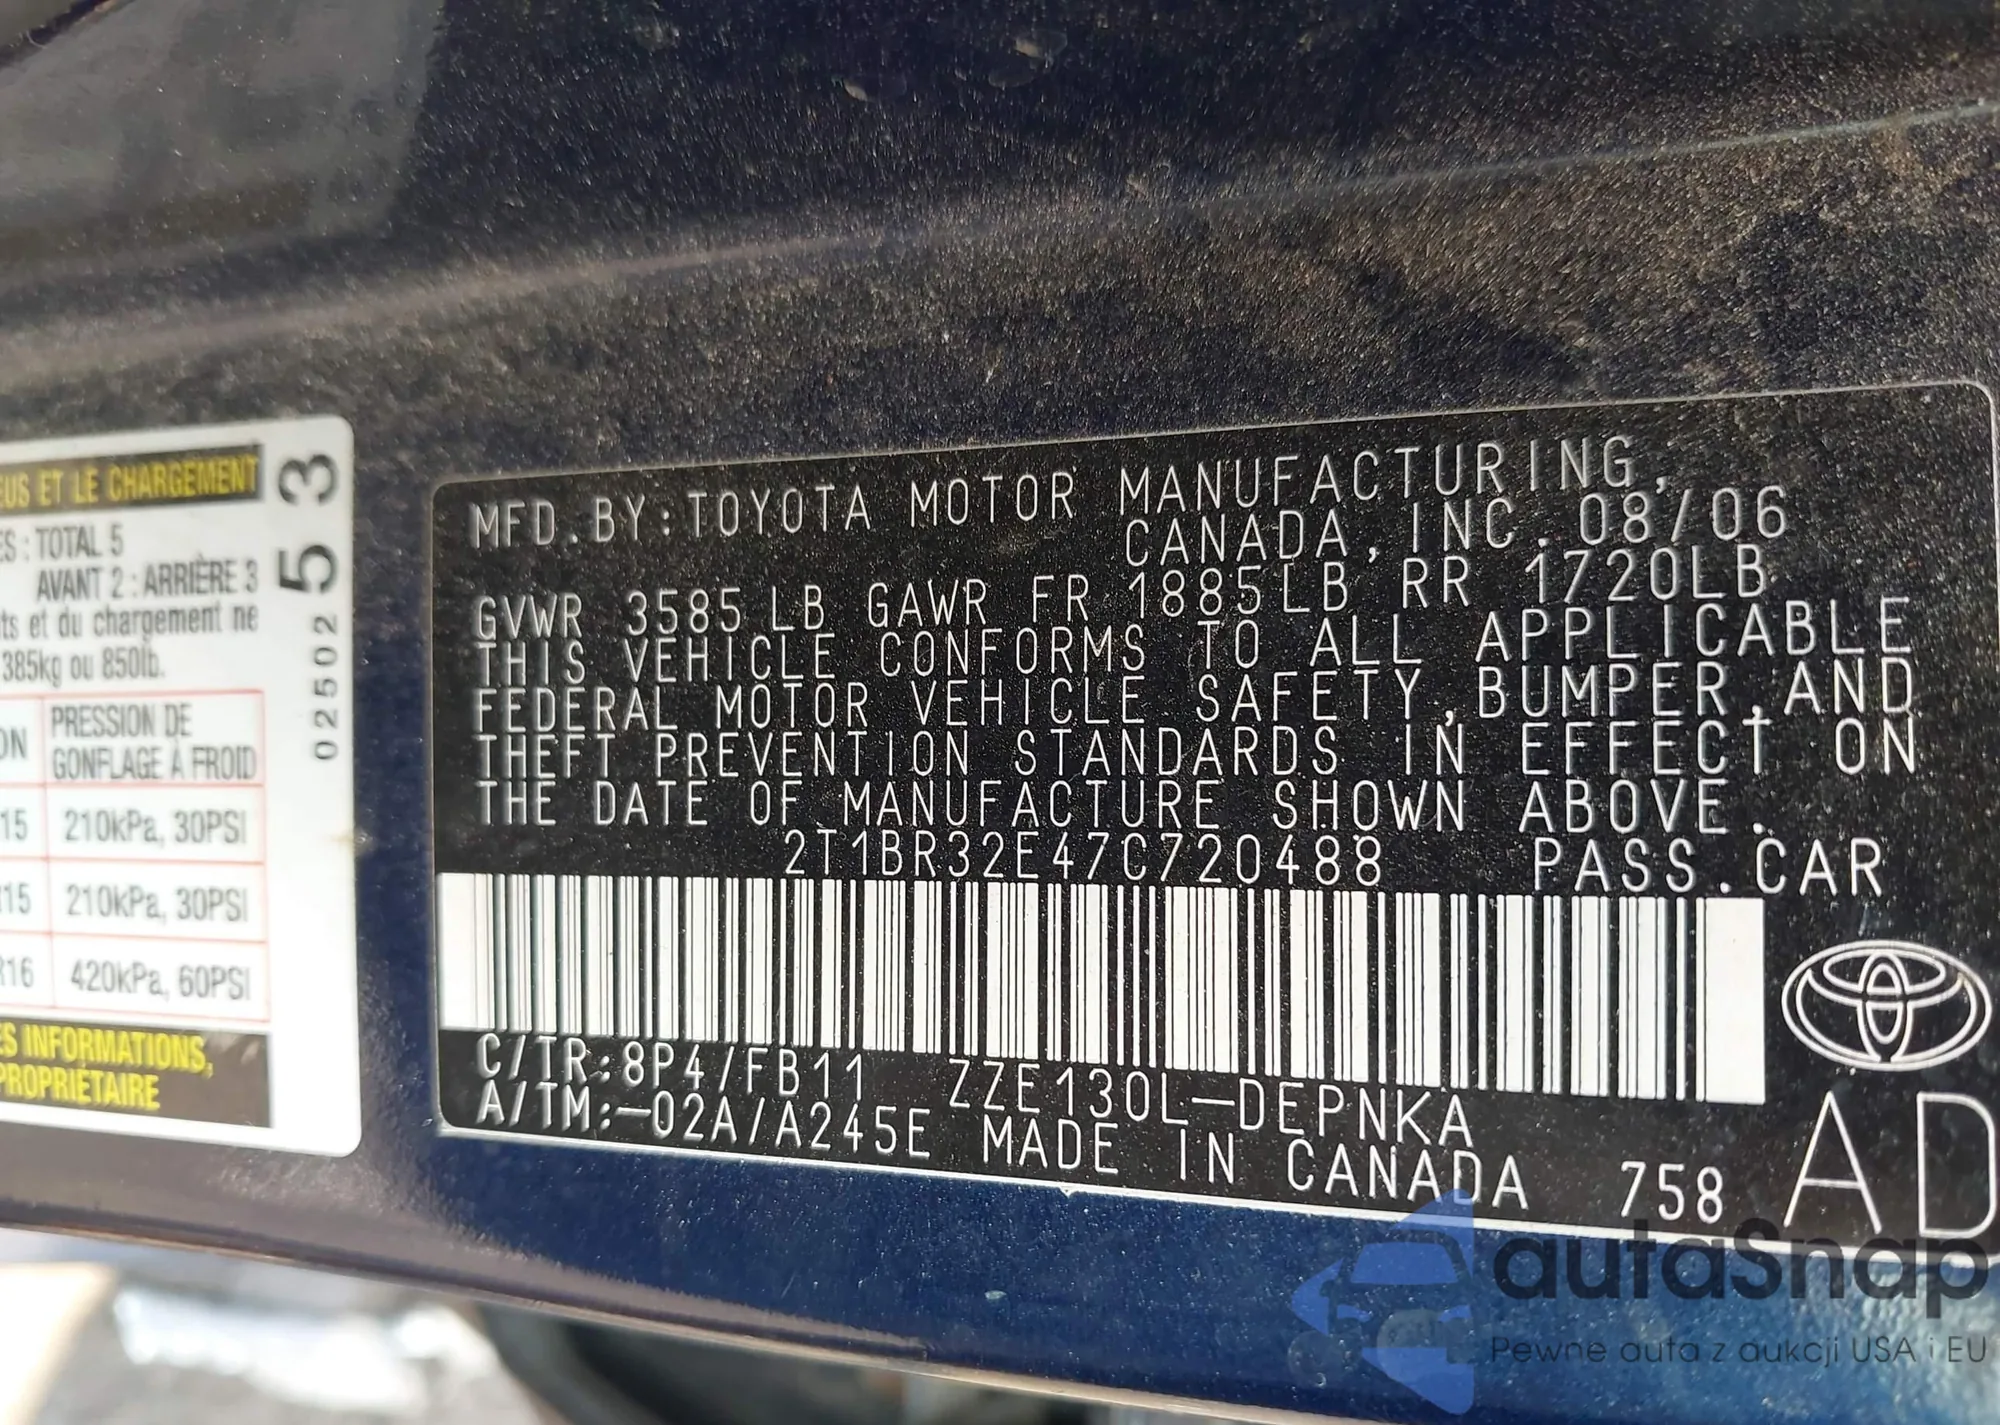 EUS ET LE CHARGEMENT
ES : TOTAL 5
AVANT 2 : ARRIÈRE 3
ts et du chargement ne
385kg ou 850lb.
ON PRESSION DE
GONFLAGE À FROID
15 210kPa, 30PSI
R15 210kPa, 30PSI
R16 420kPa, 60PSI
ES INFORMATIONS,
PROPRIÉTAIRE
02502 53
MFD. BY: TOYOTA MOTOR MANUFACTURING,
CANADA, INC. 08/06
GVWR 3585 LB GAWR FR 1885LB RR 1720LB
THIS VEHICLE CONFORMS TO ALL APPLICABLE
FEDERAL MOTOR VEHICLE SAFETY, BUMPER, AND
THEFT PREVENTION STANDARDS IN EFFECT ON
THE DATE OF MANUFACTURE SHOWN ABOVE.
2T1BR32E47C720488 PASS. CAR
C/TR:8P4/FB11 ZZE130L-DEPNKA
A/TM:-02A/A245E MADE IN CANADA 758
AD
autaSnap
Pewne auta z aukcji USA i EU